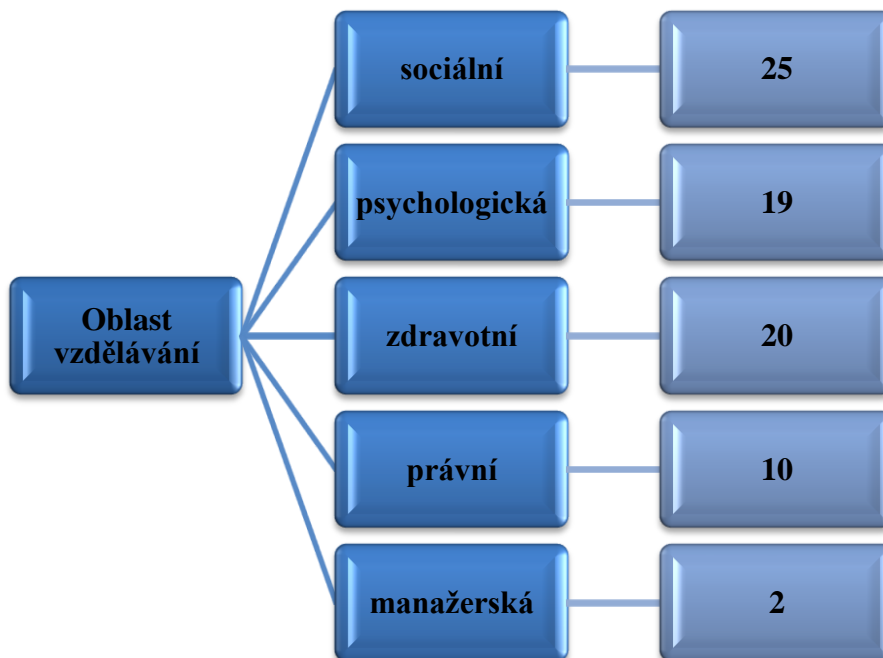 Oblast
vzdělávání
sociální
25
psychologická
19
zdravotní
20
právní
10
manažerská
2